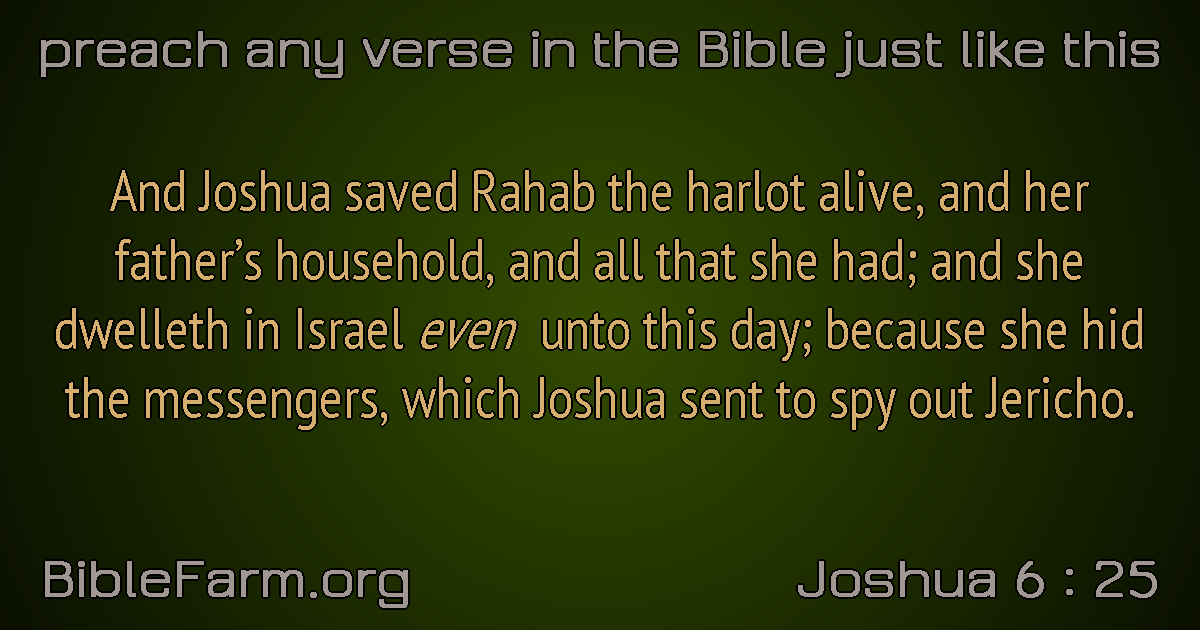 preach any verse in the Bible just like this
And Joshua saved Rahab the harlot alive, and her
father’s household, and all that she had; and she
dwelleth in Israel even unto this day; because she hid
the messengers, which Joshua sent to spy out Jericho.
BibleFarm.org
Joshua 6 : 25